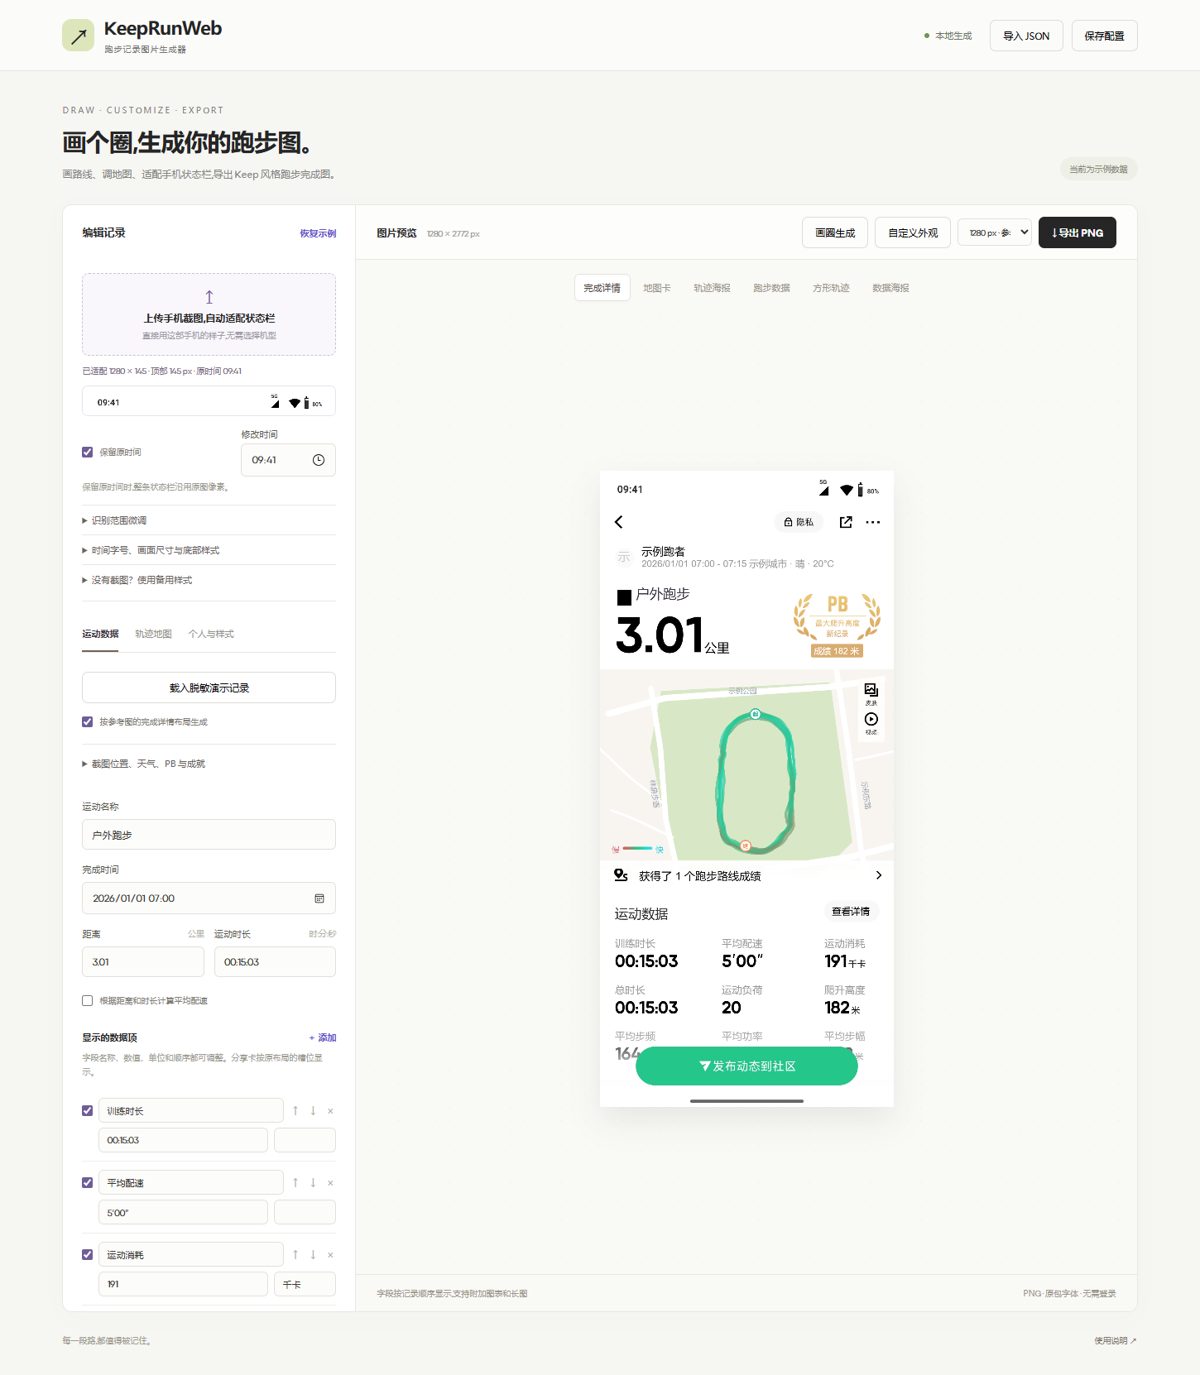 KeepRunWeb
跑步记录图片生成器
本地生成
导入 JSON
保存配置
DRAW · CUSTOMIZE · EXPORT
画个圈,生成你的跑步图。
画路线、调地图、适配手机状态栏,导出 Keep 风格跑步完成图。
当前为示例数据
编辑记录
恢复示例
↑
上传手机截图,自动适配状态栏
直接用这部手机的样子,无需选择机型
已适配 1280 × 145 · 顶部 145 px · 原时间 09:41
09:41
5G
80%
保留原时间
修改时间
09:41
保留原时间时,整条状态栏沿用原图像素。
识别范围微调
时间字号、画面尺寸与底部样式
没有截图？使用备用样式
运动数据
轨迹地图
个人与样式
载入脱敏演示记录
按参考图的完成详情布局生成
截图位置、天气、PB 与成就
运动名称
户外跑步
完成时间
2026/01/01 07:00
距离
公里
运动时长
时:分:秒
3.01
00:15:03
根据距离和时长计算平均配速
显示的数据项
+ 添加
字段名称、数值、单位和顺序都可调整。分享卡按原布局的槽位显示。
训练时长 ↑ ↓ ×
00:15:03
平均配速 ↑ ↓ ×
5'00"
运动消耗 ↑ ↓ ×
191
千卡
图片预览
1280 × 2772 px
画圈生成
自定义外观
1280 px · 参
↓ 导出 PNG
完成详情
地图卡
轨迹海报
跑步数据
方形轨迹
数据海报
09:41
5G
80%
隐私
示
示例跑者
2026/01/01 07:00 - 07:15 示例城市 · 晴 · 20°C
户外跑步
3.01公里
PB
最大爬升高度
新纪录
成绩 182 米
示例公园
皮肤
慢
快
获得了 1 个跑步路线成绩
运动数据
查看详情
训练时长
平均配速
运动消耗
00:15:03
5'00"
191千卡
总时长
运动负荷
爬升高度
00:15:03
20
182米
平均步频
平均功率
平均步幅
164
米
发布动态到社区
字段按记录顺序显示,支持附加图表和长图
PNG · 原包字体 · 无需登录
每一段路,都值得被记住。
使用说明 ↗